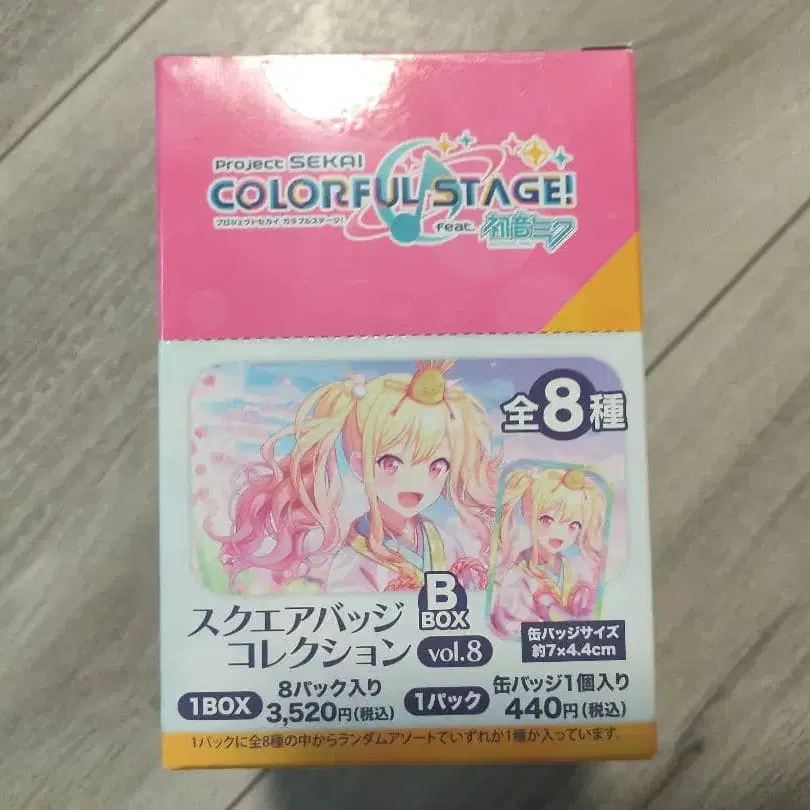 Project SEKAI
COLORFUL STAGE!
プロジェクトセカイ カラフルステージ!
feat. 初音ミク
全8種
スクエアバッジ
コレクション
B
BOX
vol.8
缶バッジサイズ
約7×4.4cm
1BOX 8パック入り
3,520円(税込)
1パック 缶バッジ1個入り
440円(税込)
1パックに全8種の中からランダムアソートでいずれか1種が入っています。